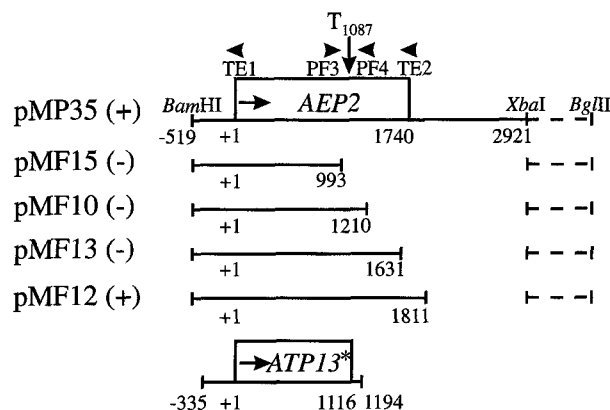 T1087
TE1 PF3 PF4 TE2
BamHI AEP2 XbaI BglII
pMP35 (+)
-519 +1 1740 2921
pMF15 (-)
+1 993
pMF10 (-)
+1 1210
pMF13 (-)
+1 1631
pMF12 (+)
+1 1811
ATP13*
-335 +1 1116 1194